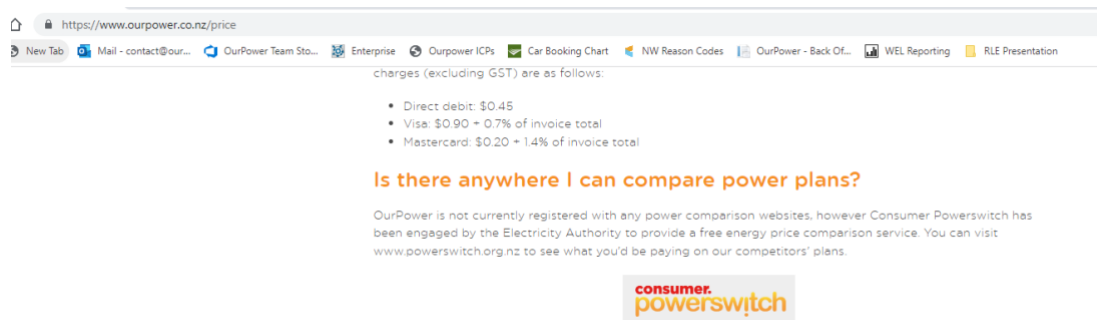 https://www.ourpower.co.nz/price
New Tab Mail - contact@our... OurPower Team Sto... Enterprise Ourpower ICPs Car Booking Chart NW Reason Codes OurPower - Back Of... WEL Reporting RLE Presentation
charges (excluding GST) are as follows:
• Direct debit: $0.45
• Visa: $0.90 + 0.7% of invoice total
• Mastercard: $0.20 + 1.4% of invoice total
Is there anywhere I can compare power plans?
OurPower is not currently registered with any power comparison websites, however Consumer Powerswitch has
been engaged by the Electricity Authority to provide a free energy price comparison service. You can visit
www.powerswitch.org.nz to see what you'd be paying on our competitors' plans.
consumer.
powerswitch